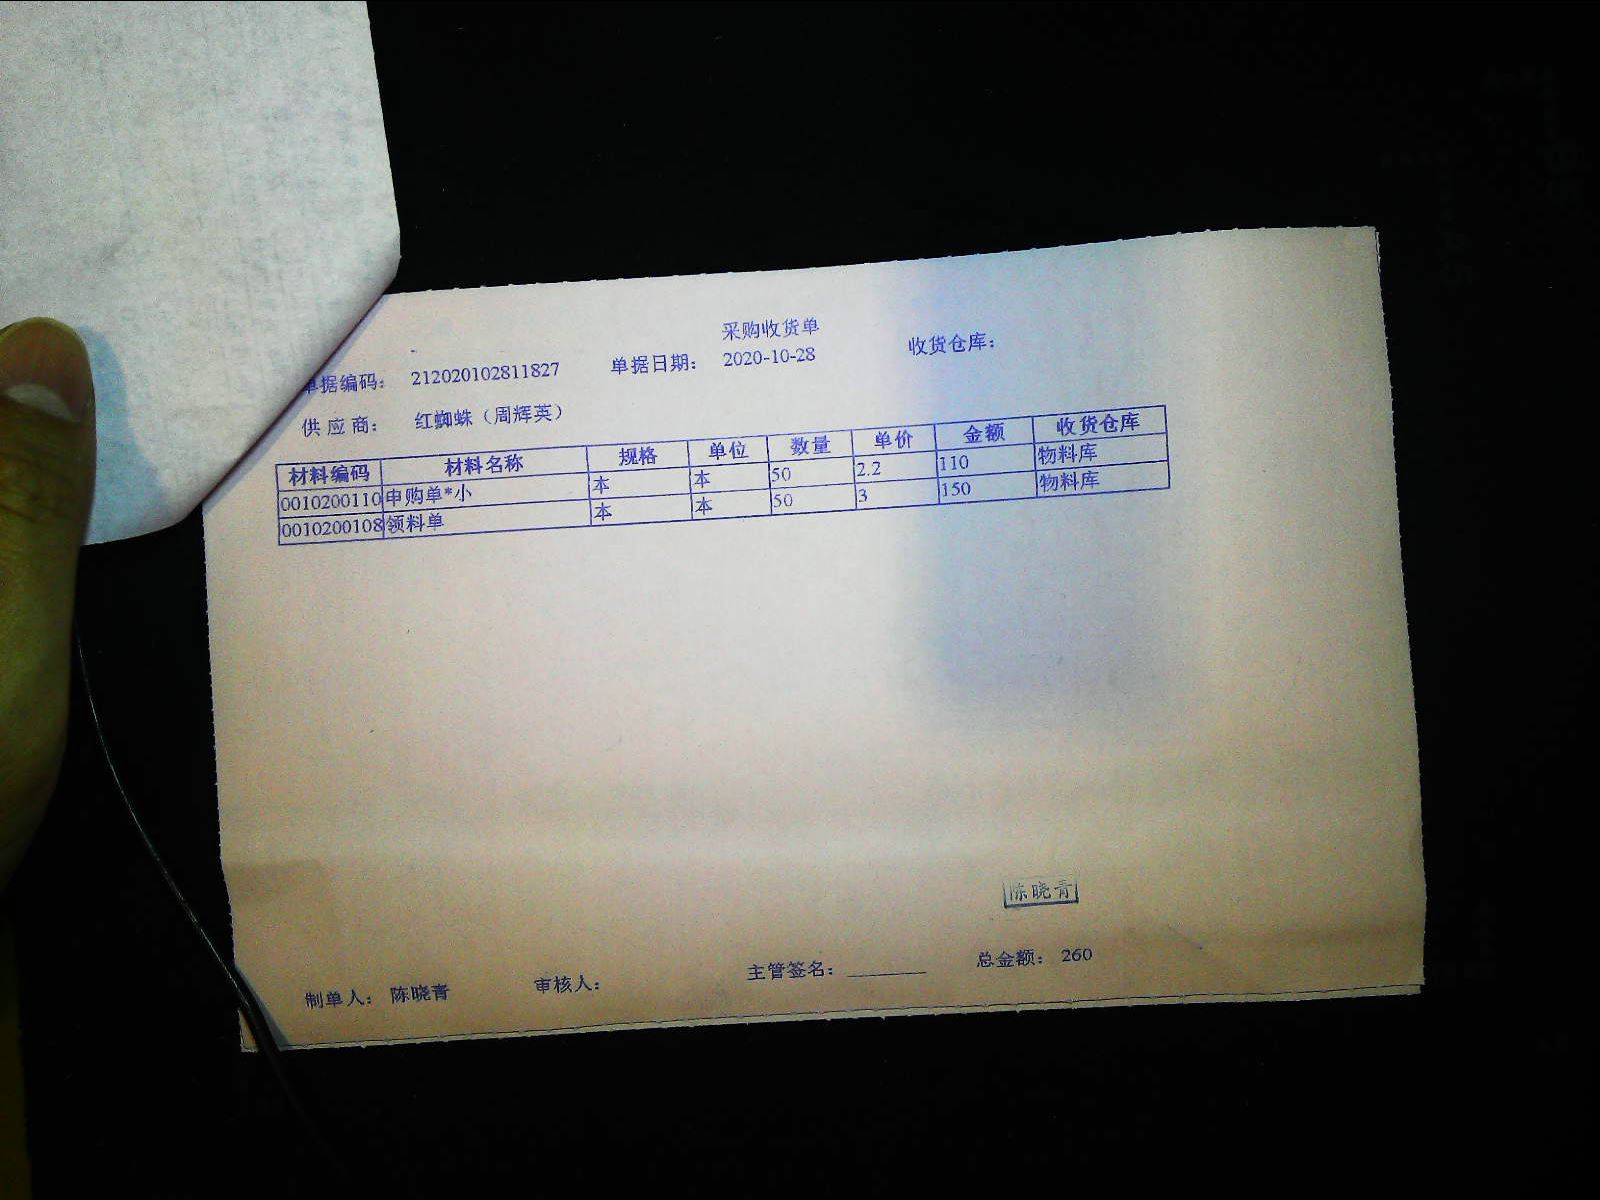 采购收货单
单据编码： 212020102811827 单据日期： 2020-10-28 收货仓库：
供应商： 红蜘蛛（周辉英）
材料编码 材料名称 规格 单位 数量 单价 金额 收货仓库
0010200110 申购单*小 本 本 50 2.2 110 物料库
0010200108 领料单 本 本 50 3 150 物料库
陈晓青
制单人： 陈晓青 审核人： 主管签名： 总金额： 260